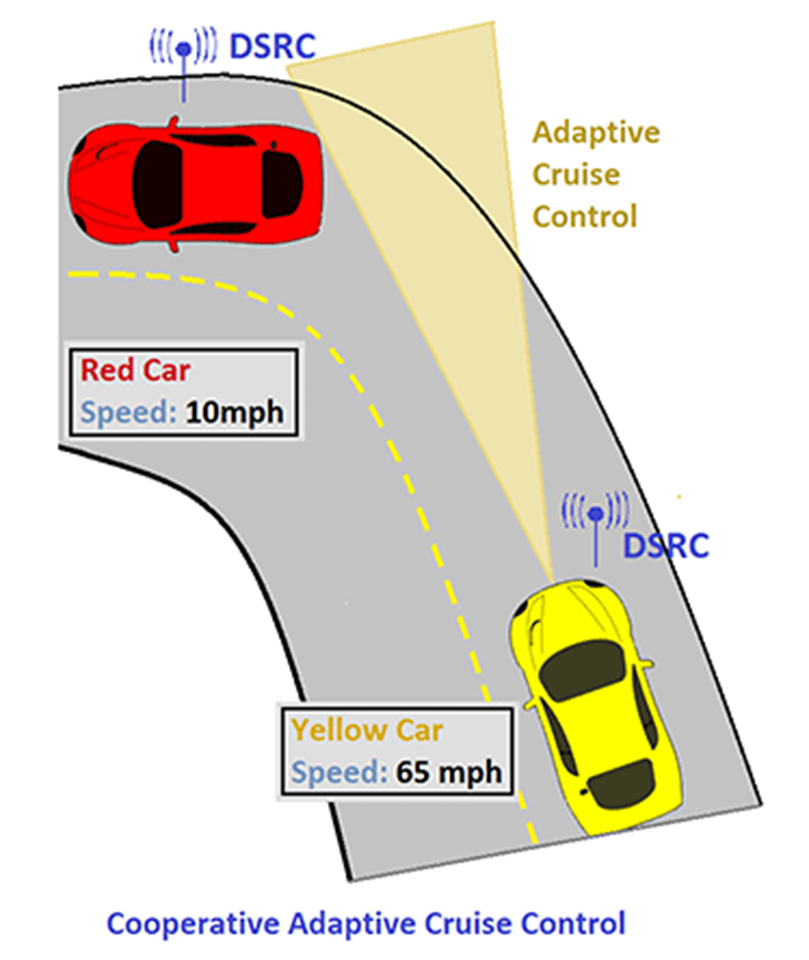 DSRC
Adaptive
Cruise
Control
Red Car
Speed: 10mph
DSRC
Yellow Car
Speed: 65 mph
Cooperative Adaptive Cruise Control